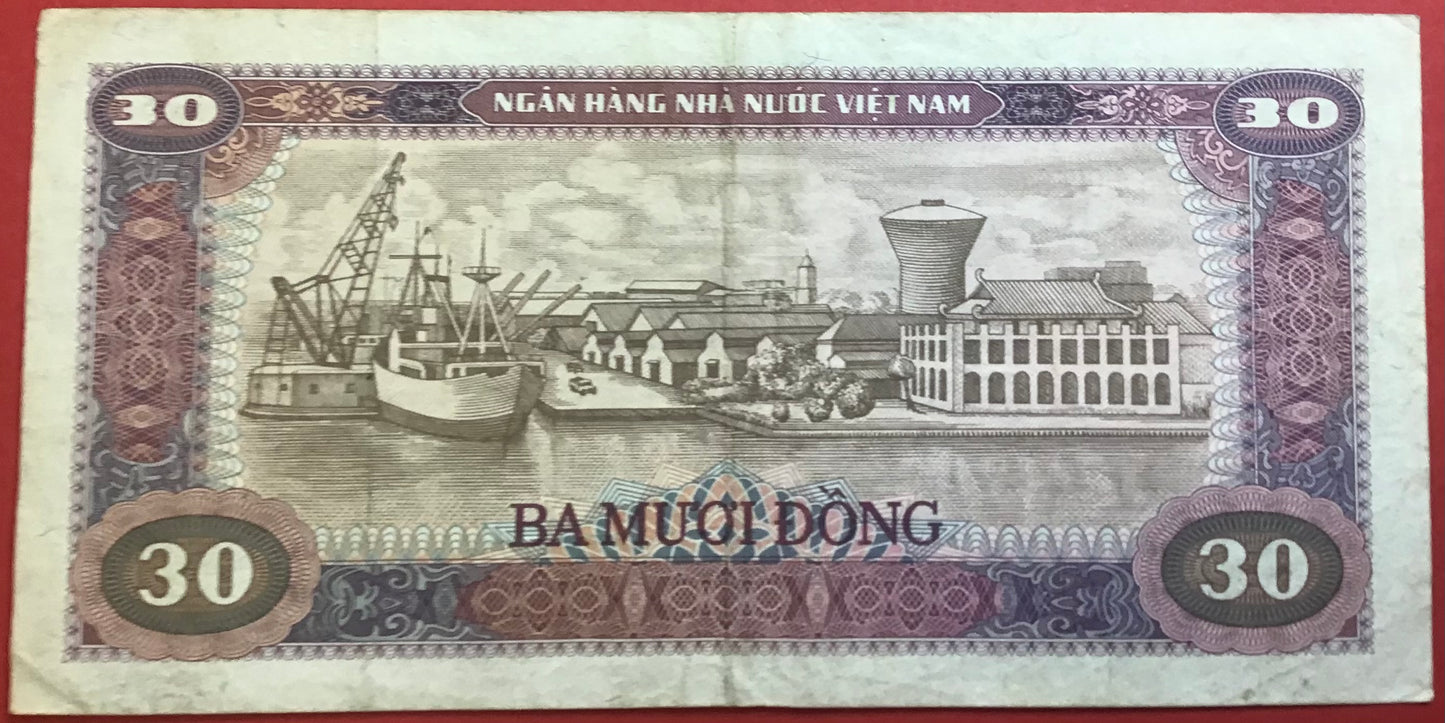 30 NGÂN HÀNG NHÀ NƯỚC VIỆT NAM 30
BA MƯƠI ĐỒNG
30 30